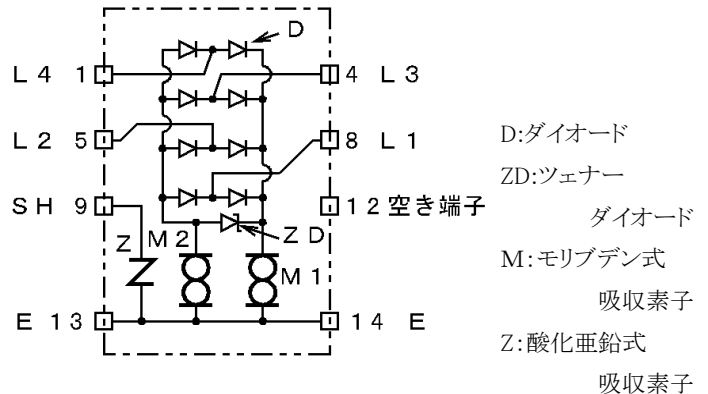 D
L4 1
4 L3
L2 5
8 L1
SH 9
12空き端子
Z
M2
ZD
M1
E 13
14 E
D:ダイオード
ZD:ツェナー
ダイオード
M:モリブデン式
吸収素子
Z:酸化亜鉛式
吸収素子